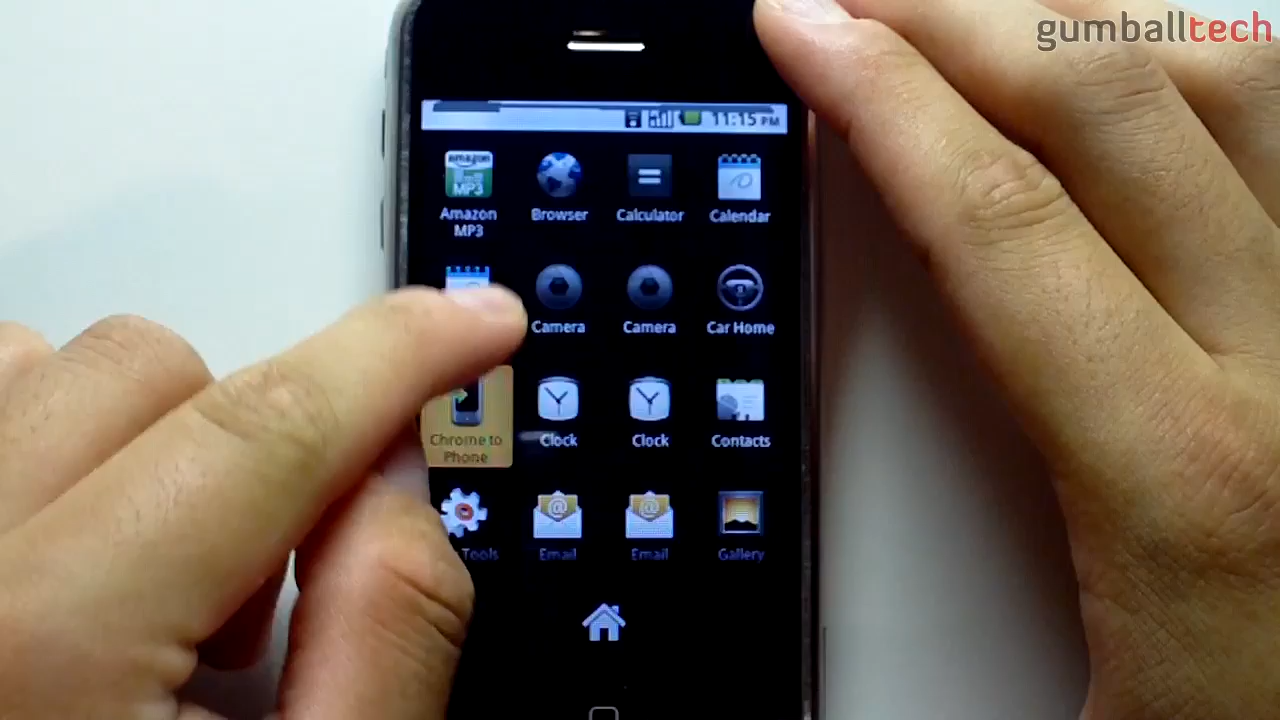 gumballtech
11:15 PM
amazon
MP3
Amazon
MP3
Browser
Calculator
Calendar
Camera
Camera
Car Home
Chrome to
Phone
Clock
Clock
Contacts
Tools
Email
Email
Gallery